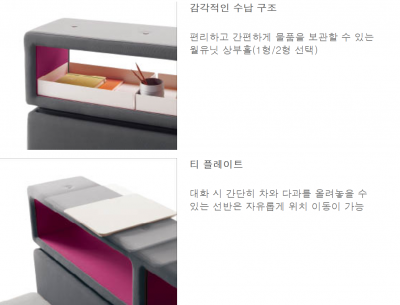 감각적인 수납 구조
편리하고 간편하게 물품을 보관할 수 있는
월유닛 상부홀(1형/2형 선택)
티 플레이트
대화 시 간단히 차와 다과를 올려놓을 수
있는 선반은 자유롭게 위치 이동이 가능